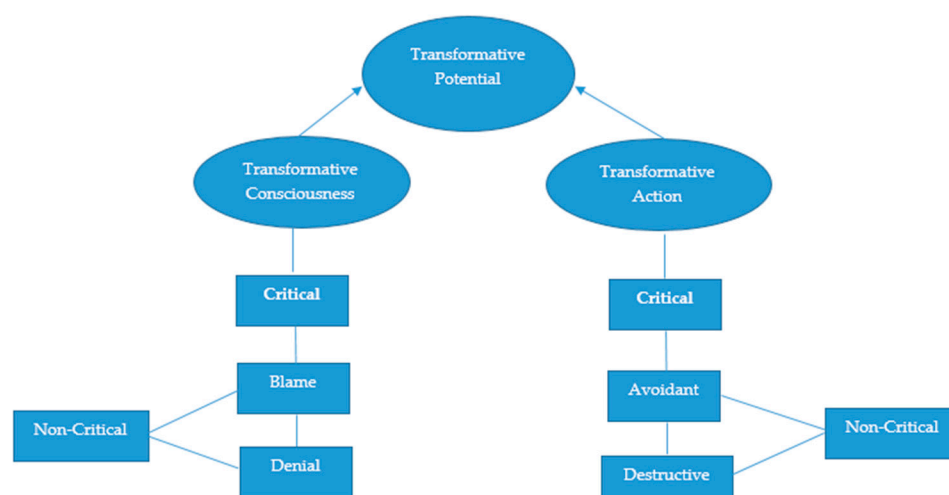 Transformative
Potential
Transformative
Consciousness
Transformative
Action
Critical
Critical
Blame
Avoidant
Non-Critical
Non-Critical
Denial
Destructive